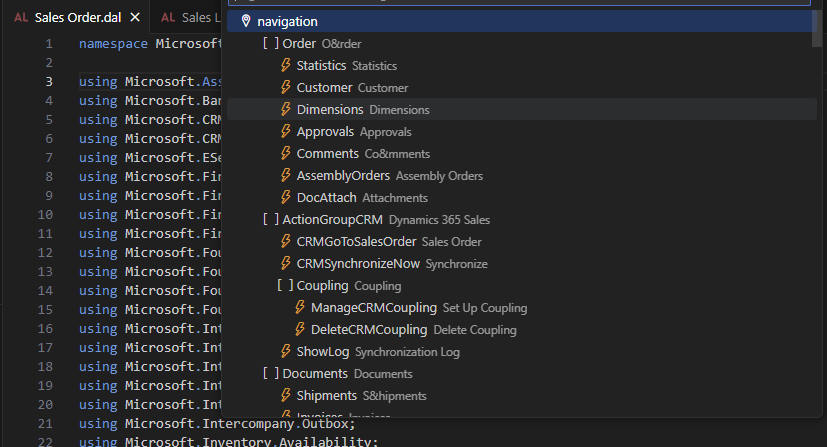 AL Sales Order.dal × AL Sales L
navigation
[ ] Order O&rder
Statistics Statistics
Customer Customer
Dimensions Dimensions
Approvals Approvals
Comments Co&mments
AssemblyOrders Assembly Orders
DocAttach Attachments
[ ] ActionGroupCRM Dynamics 365 Sales
CRMGoToSalesOrder Sales Order
CRMSynchronizeNow Synchronize
[ ] Coupling Coupling
ManageCRMCoupling Set Up Coupling
DeleteCRMCoupling Delete Coupling
ShowLog Synchronization Log
[ ] Documents Documents
Shipments S&hipments
1 namespace Microsoft
2
3 using Microsoft.Ass
4 using Microsoft.Ban
5 using Microsoft.CRM
6 using Microsoft.CRM
7 using Microsoft.ESe
8 using Microsoft.Fin
9 using Microsoft.Fin
10 using Microsoft.Fin
11 using Microsoft.Fin
12 using Microsoft.Fou
13 using Microsoft.Fou
14 using Microsoft.Fou
15 using Microsoft.Fou
16 using Microsoft.Int
17 using Microsoft.Int
18 using Microsoft.Int
19 using Microsoft.Int
20 using Microsoft.Int
21 using Microsoft.Intercompany.Outbox;
22 using Microsoft.Inventory.Availability;